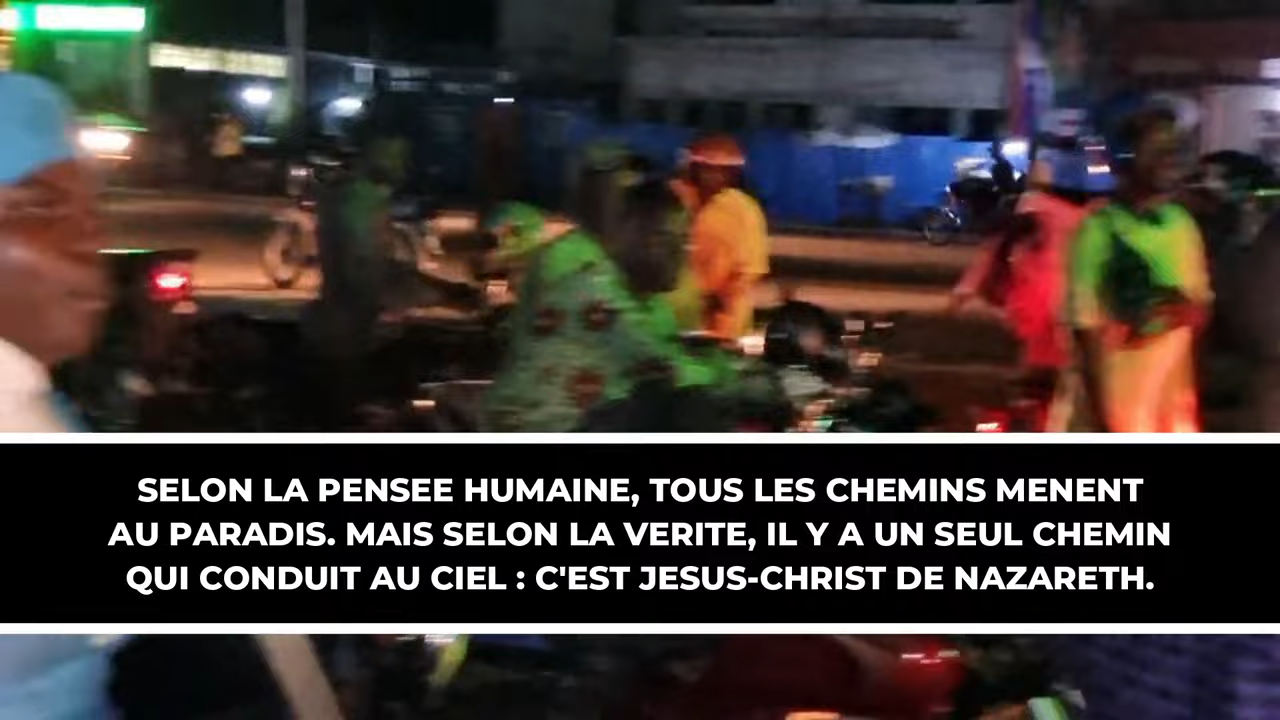 SELON LA PENSEE HUMAINE, TOUS LES CHEMINS MENENT
AU PARADIS. MAIS SELON LA VERITE, IL Y A UN SEUL CHEMIN
QUI CONDUIT AU CIEL : C'EST JESUS-CHRIST DE NAZARETH.